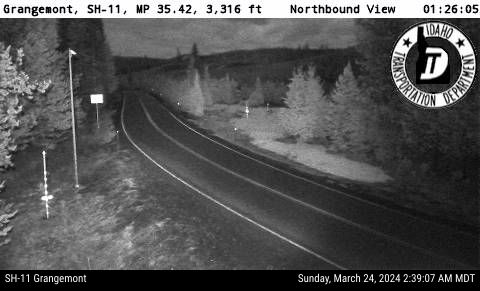 Grangemont, SH-11, MP 35.42, 3,316 ft Northbound View 01:26:05
IDAHO
TRANSPORTATION DEPARTMENT
SH-11 Grangemont Sunday, March 24, 2024 2:39:07 AM MDT